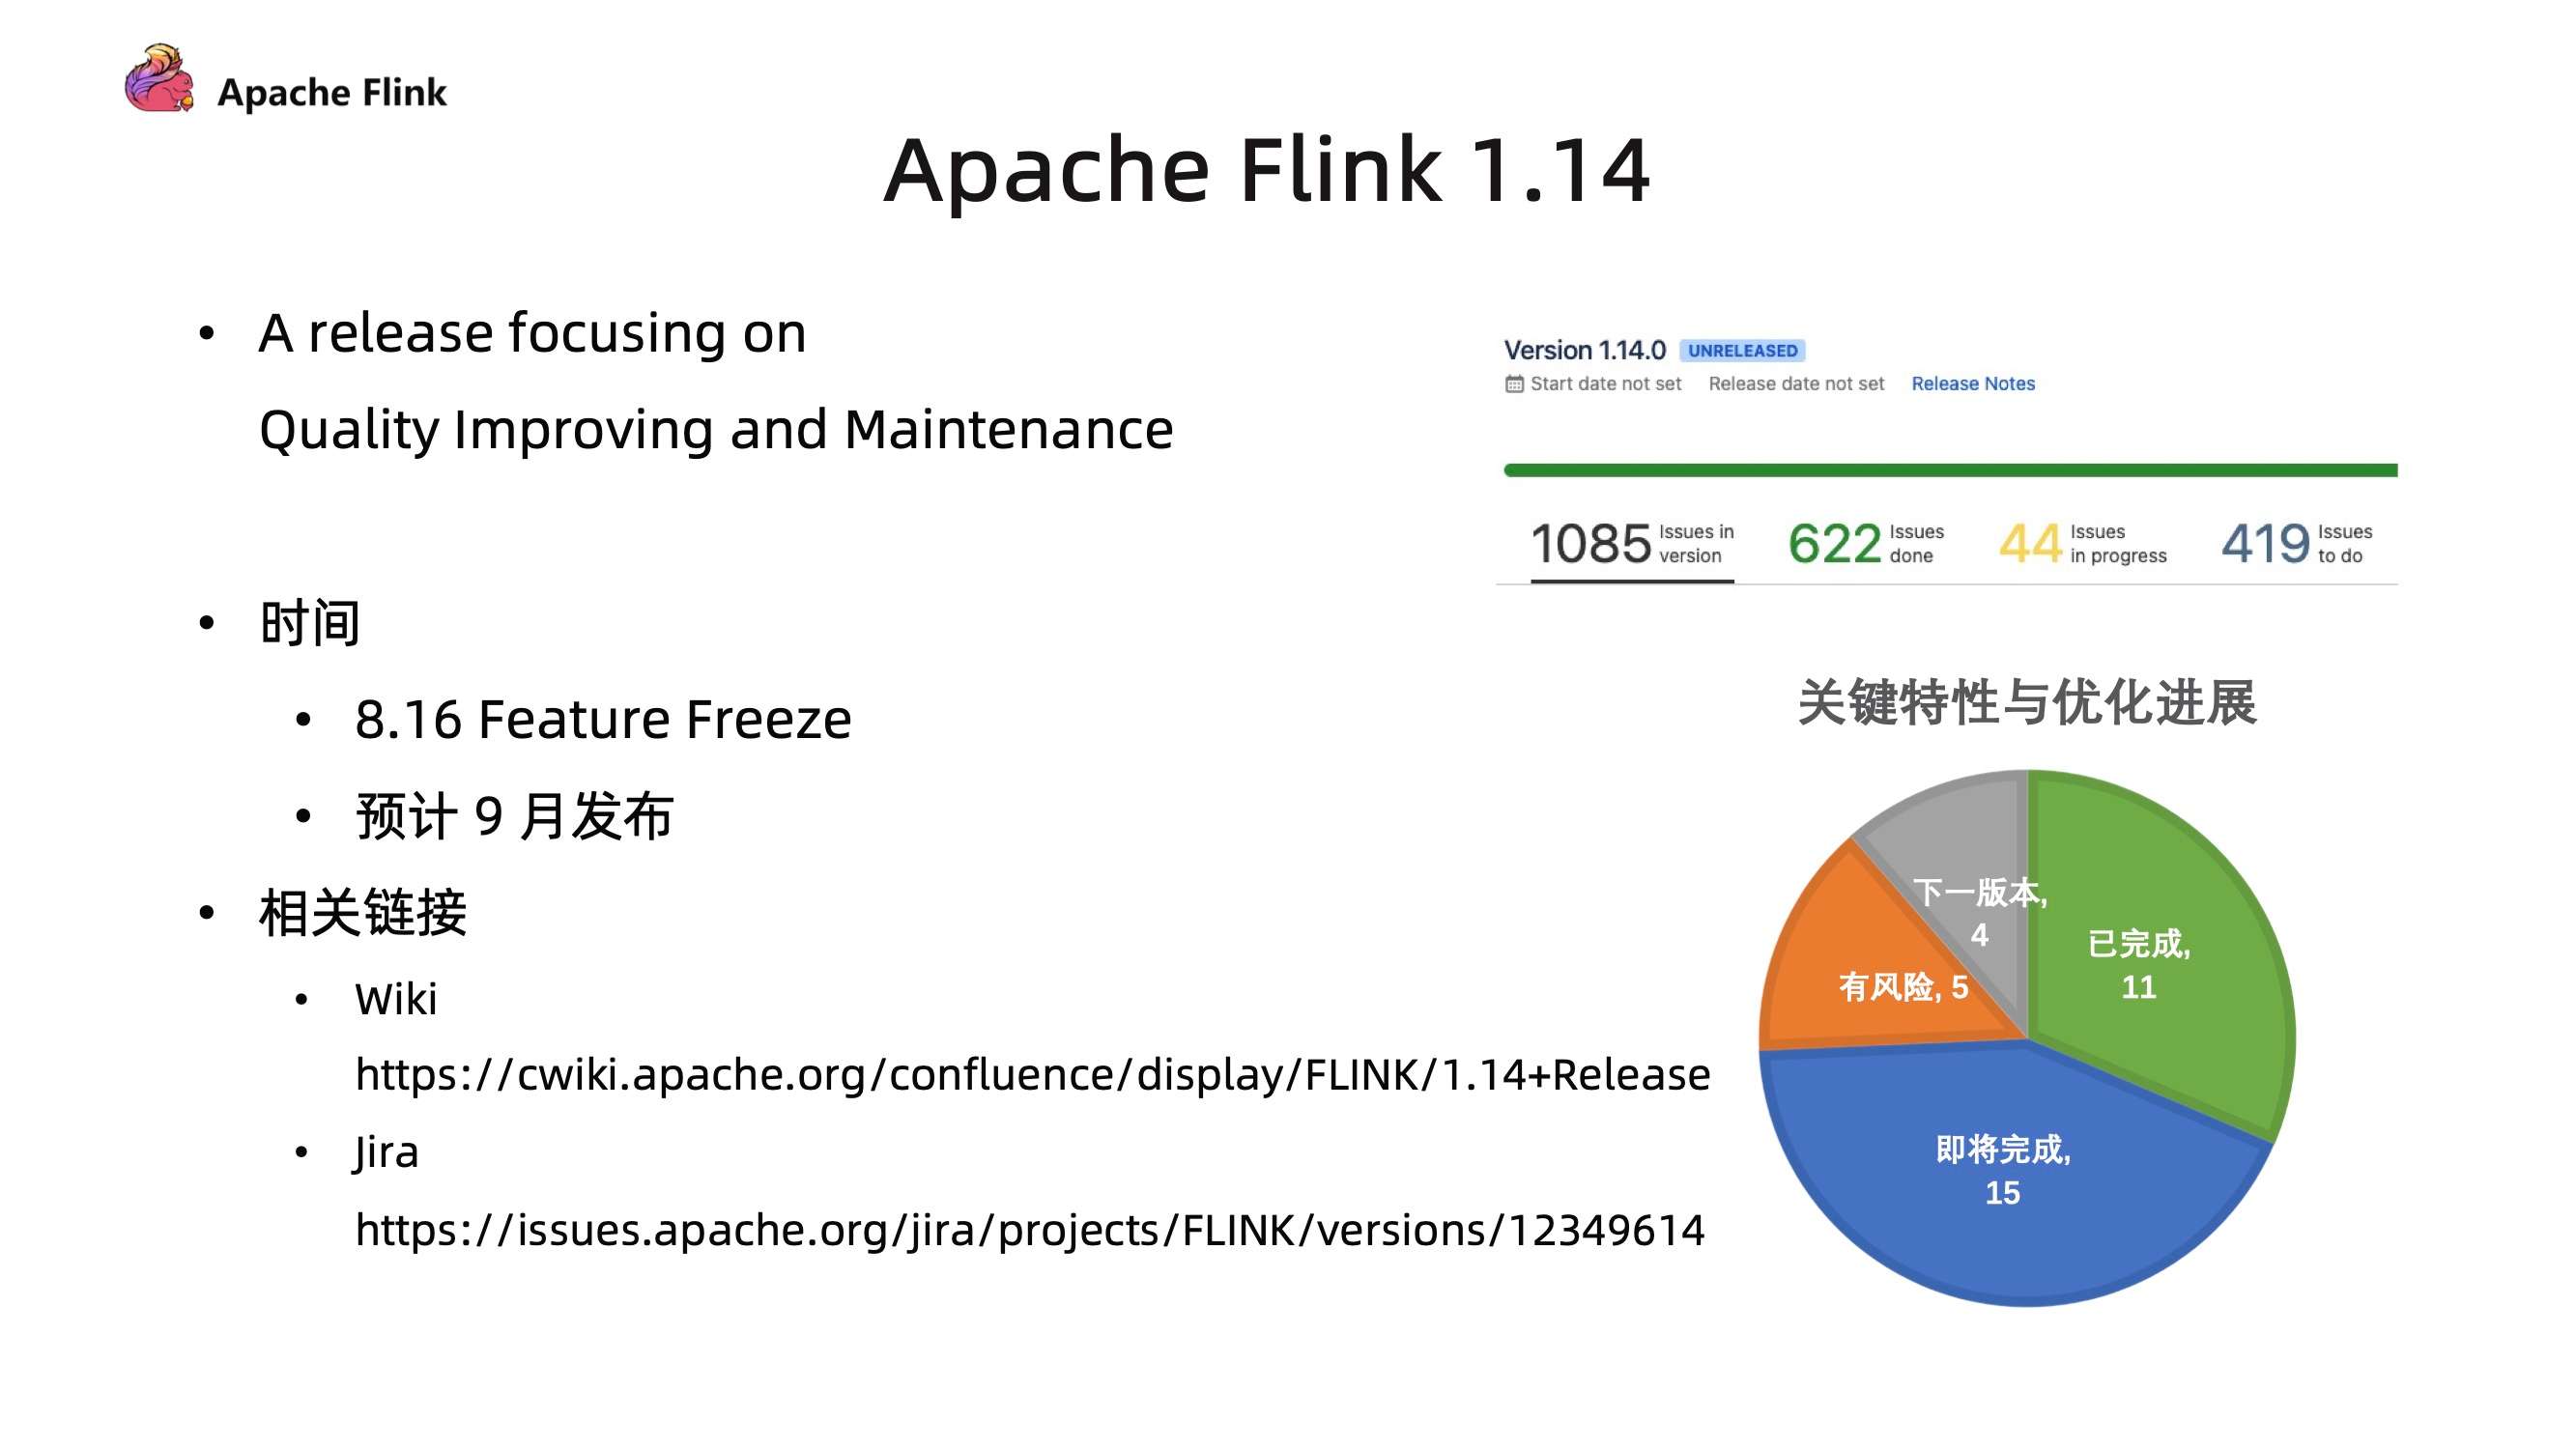 Apache Flink
Apache Flink 1.14
• A release focusing on
Quality Improving and Maintenance
• 时间
• 8.16 Feature Freeze
• 预计 9 月发布
• 相关链接
• Wiki
https://cwiki.apache.org/confluence/display/FLINK/1.14+Release
• Jira
https://issues.apache.org/jira/projects/FLINK/versions/12349614
Version 1.14.0 UNRELEASED
Start date not set Release date not set Release Notes
1085 Issues in version
622 Issues done
44 Issues in progress
419 Issues to do
关键特性与优化进展
下一版本,
4
已完成,
11
有风险, 5
即将完成,
15